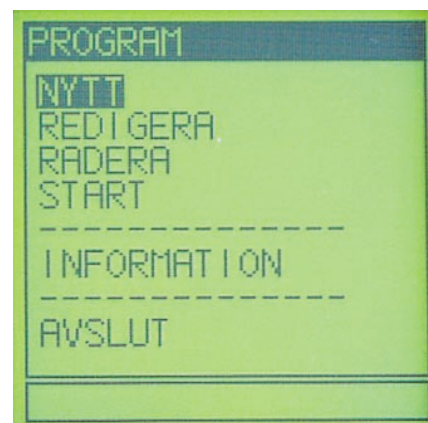 PROGRAM
NYTT
REDIGERA
RADERA
START
--------------
INFORMATION
--------------
AVSLUT